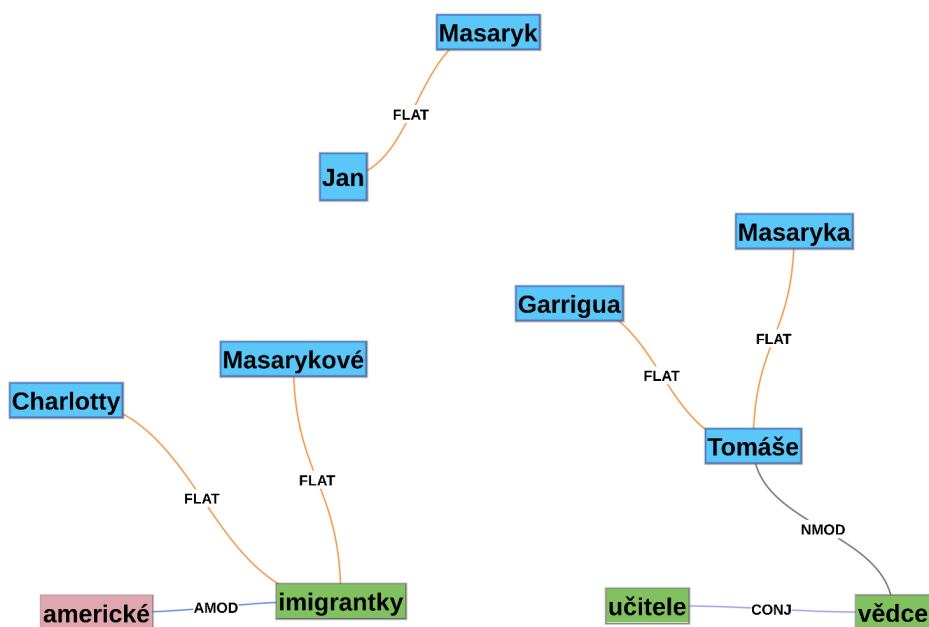 Masaryk
FLAT
Jan
Masaryka
Garrigua
FLAT
Masarykové
FLAT
Charlotty
Tomáše
FLAT
FLAT
NMOD
imigrantky
učitele
AMOD
CONJ
americké
vědce